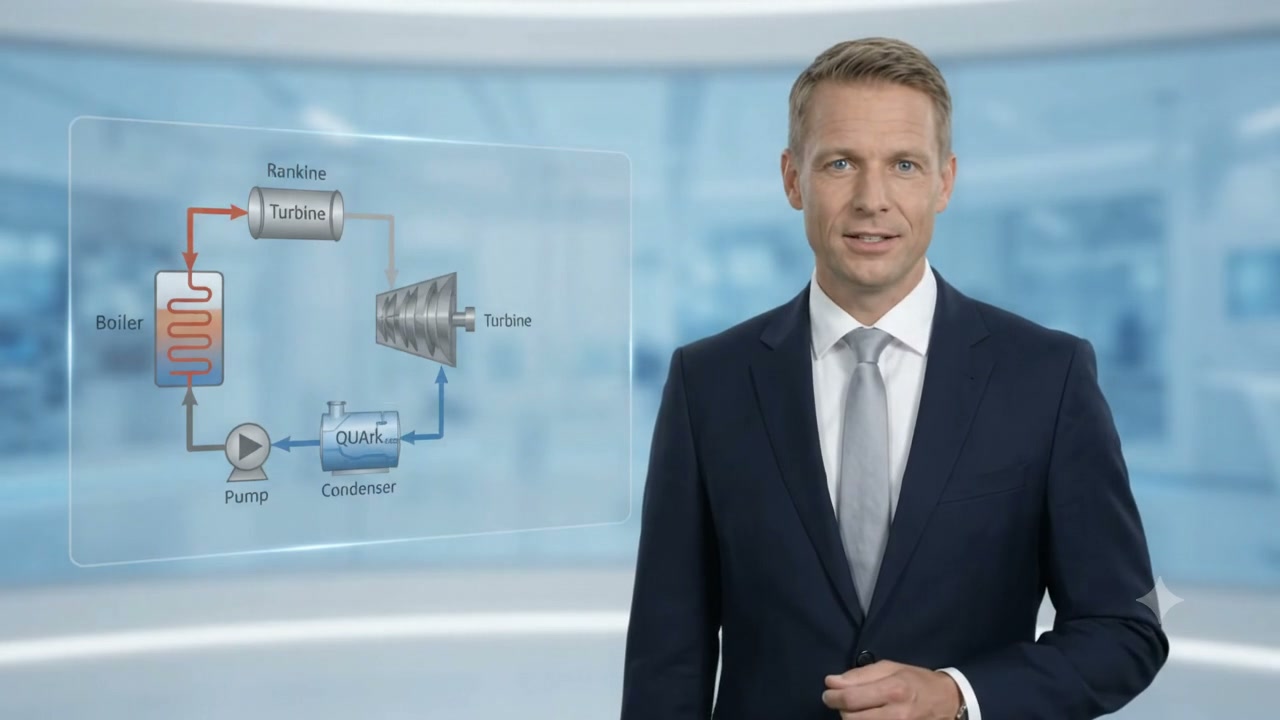 Rankine
Turbine
Boiler
Turbine
QUArk
Pump
Condenser